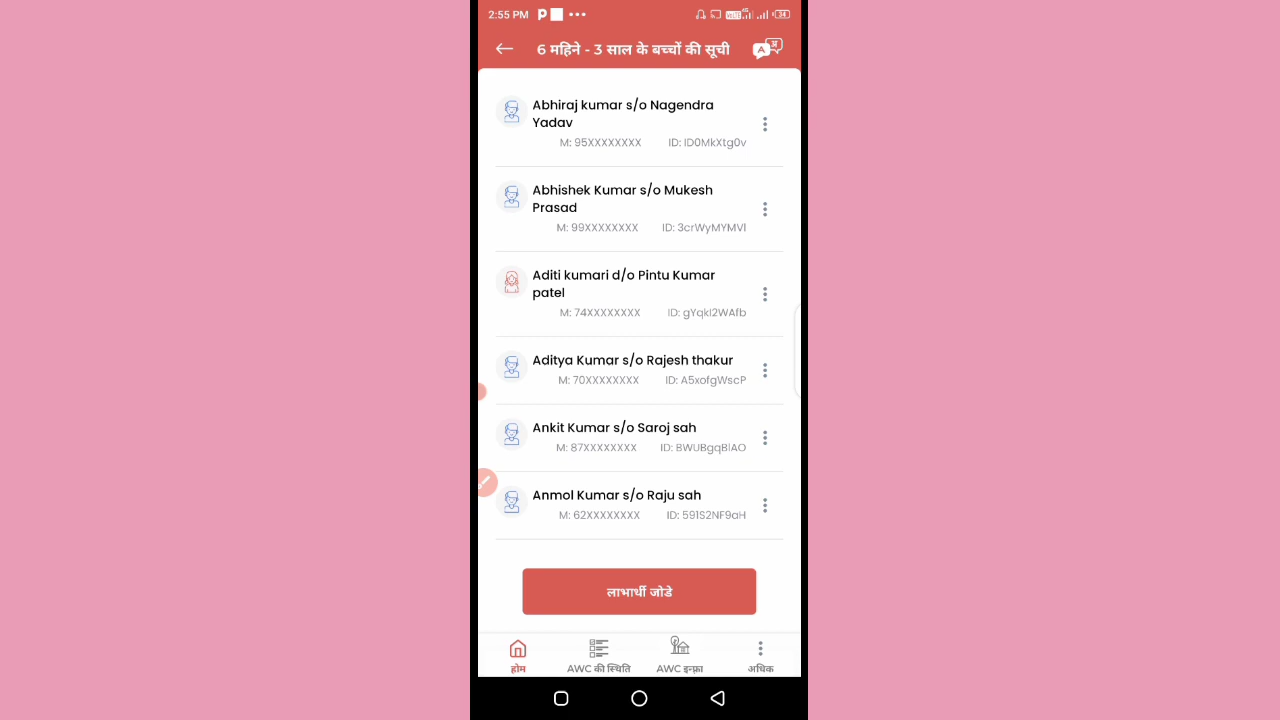 2:55 PM
34
6 महिने - 3 साल के बच्चों की सूची
Abhiraj kumar s/o Nagendra
Yadav
M: 95XXXXXXXX ID: ID0MkXtg0v
Abhishek Kumar s/o Mukesh
Prasad
M: 99XXXXXXXX ID: 3crWyMYMVl
Aditi kumari d/o Pintu Kumar
patel
M: 74XXXXXXXX ID: gYqkI2WAfb
Aditya Kumar s/o Rajesh thakur
M: 70XXXXXXXX ID: A5xofgWscP
Ankit Kumar s/o Saroj sah
M: 87XXXXXXXX ID: BWUBgqBlAO
Anmol Kumar s/o Raju sah
M: 62XXXXXXXX ID: 591S2NF9aH
लाभार्थी जोडे
होम AWC की स्थिति AWC इन्फ्रा अधिक